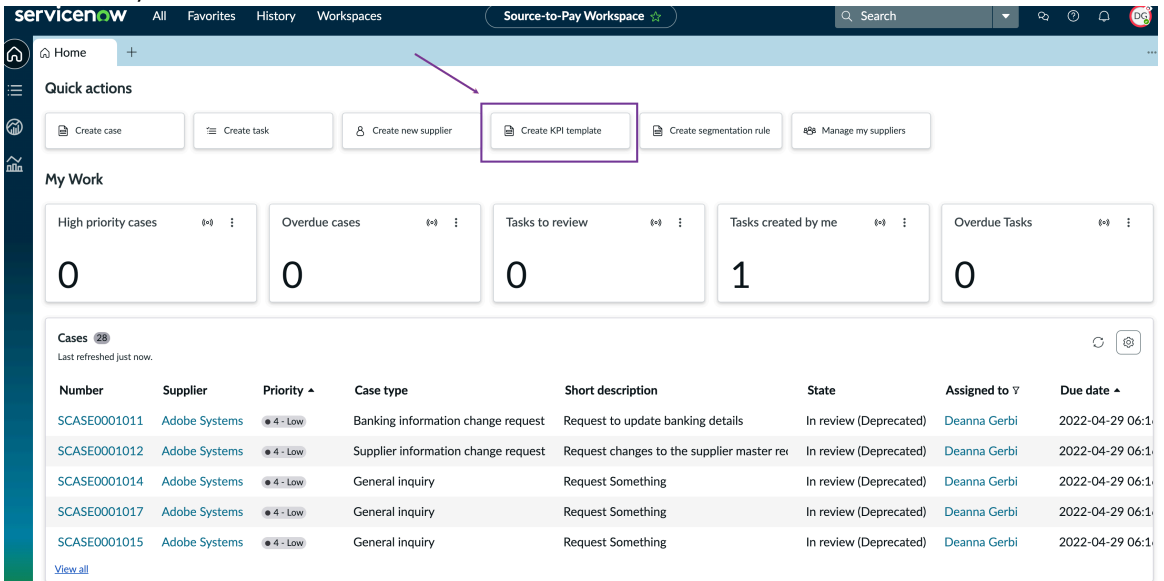 servicenow All Favorites History Workspaces Source-to-Pay Workspace Search DG
Home
Quick actions
Create case Create task Create new supplier Create KPI template Create segmentation rule Manage my suppliers
My Work
High priority cases Overdue cases Tasks to review Tasks created by me Overdue Tasks
0 0 0 1 0
Cases 28
Last refreshed just now.
Number Supplier Priority Case type Short description State Assigned to Due date
SCASE0001011 Adobe Systems 4 - Low Banking information change request Request to update banking details In review (Deprecated) Deanna Gerbi 2022-04-29 06:1
SCASE0001012 Adobe Systems 4 - Low Supplier information change request Request changes to the supplier master rec In review (Deprecated) Deanna Gerbi 2022-04-29 06:1
SCASE0001014 Adobe Systems 4 - Low General inquiry Request Something In review (Deprecated) Deanna Gerbi 2022-04-29 06:1
SCASE0001017 Adobe Systems 4 - Low General inquiry Request Something In review (Deprecated) Deanna Gerbi 2022-04-29 06:1
SCASE0001015 Adobe Systems 4 - Low General inquiry Request Something In review (Deprecated) Deanna Gerbi 2022-04-29 06:1
View all